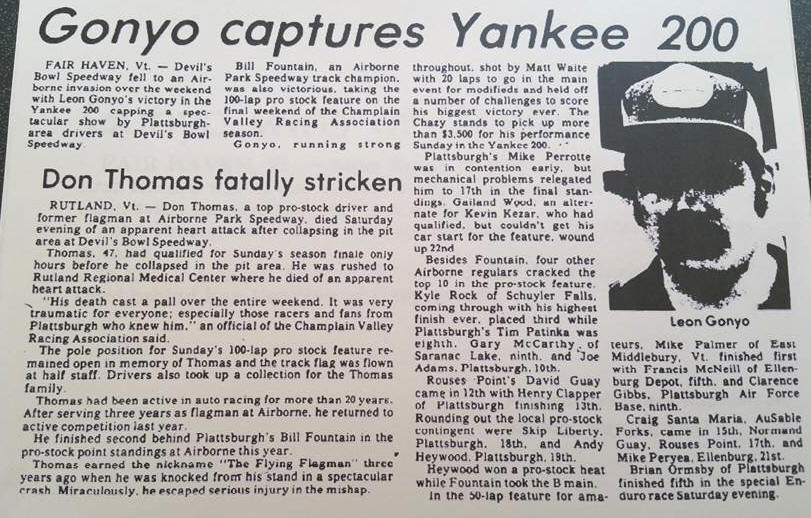 Gonyo captures Yankee 200
FAIR HAVEN, Vt. — Devil's
Bowl Speedway fell to an Air-
borne invasion over the weekend
with Leon Gonyo's victory in the
Yankee 200 capping a spec-
tacular show by Plattsburgh-
area drivers at Devil's Bowl
Speedway.
Bill Fountain, an Airborne
Park Speedway track champion,
was also victorious, taking the
100-lap pro stock feature on the
final weekend of the Champlain
Valley Racing Association
season.
Gonyo, running strong
throughout, shot by Matt Waite
with 20 laps to go in the main
event for modifieds and held off
a number of challenges to score
his biggest victory ever. The
Chazy stands to pick up more
than $3,500 for his performance
Sunday in the Yankee 200.
Plattsburgh's Mike Perrotte
was in contention early, but
mechanical problems relegated
him to 17th in the final stan-
dings. Gailand Wood, an alter-
nate for Kevin Kezar, who had
qualified, but couldn't get his
car start for the feature, wound
up 22nd
Besides Fountain, four other
Airborne regulars cracked the
top 10 in the pro-stock feature.
Kyle Rock of Schuyler Falls,
coming through with his highest
finish ever, placed third while
Plattsburgh's Tim Patinka was
eighth, Gary McCarthy of
Saranac Lake, ninth, and Joe
Adams, Plattsburgh, 10th.
Rouses Point's David Guay
came in 12th with Henry Clapper
of Plattsburgh finishing 13th.
Rounding out the local pro-stock
contingent were Skip Liberty,
Plattsburgh, 18th, and Andy
Heywood, Plattsburgh, 19th.
Heywood won a pro-stock heat
while Fountain took the B main.
In the 50-lap feature for ama-
Leon Gonyo
teurs, Mike Palmer of East
Middlebury, Vt. finished first
with Francis McNeill of Ellen-
burg Depot, fifth, and Clarence
Gibbs, Plattsburgh Air Force
Base, ninth.
Craig Santa Maria, AuSable
Forks, came in 15th, Normand
Guay, Rouses Point, 17th, and
Mike Peryea, Ellenburg, 21st.
Brian Ormsby of Plattsburgh
finished fifth in the special En-
duro race Saturday evening.
Don Thomas fatally stricken
RUTLAND, Vt. — Don Thomas, a top pro-stock driver and
former flagman at Airborne Park Speedway, died Saturday
evening of an apparent heart attack after collapsing in the pit
area at Devil's Bowl Speedway.
Thomas, 47, had qualified for Sunday's season finale only
hours before he collapsed in the pit area. He was rushed to
Rutland Regional Medical Center where he died of an apparent
heart attack.
"His death cast a pall over the entire weekend. It was very
traumatic for everyone; especially those racers and fans from
Plattsburgh who knew him," an official of the Champlain Valley
Racing Association said.
The pole position for Sunday's 100-lap pro stock feature re-
mained open in memory of Thomas and the track flag was flown
at half staff. Drivers also took up a collection for the Thomas
family.
Thomas had been active in auto racing for more than 20 years.
After serving three years as flagman at Airborne, he returned to
active competition last year.
He finished second behind Plattsburgh's Bill Fountain in the
pro-stock point standings at Airborne this year.
Thomas earned the nickname "The Flying Flagman" three
years ago when he was knocked from his stand in a spectacular
crash. Miraculously, he escaped serious injury in the mishap.